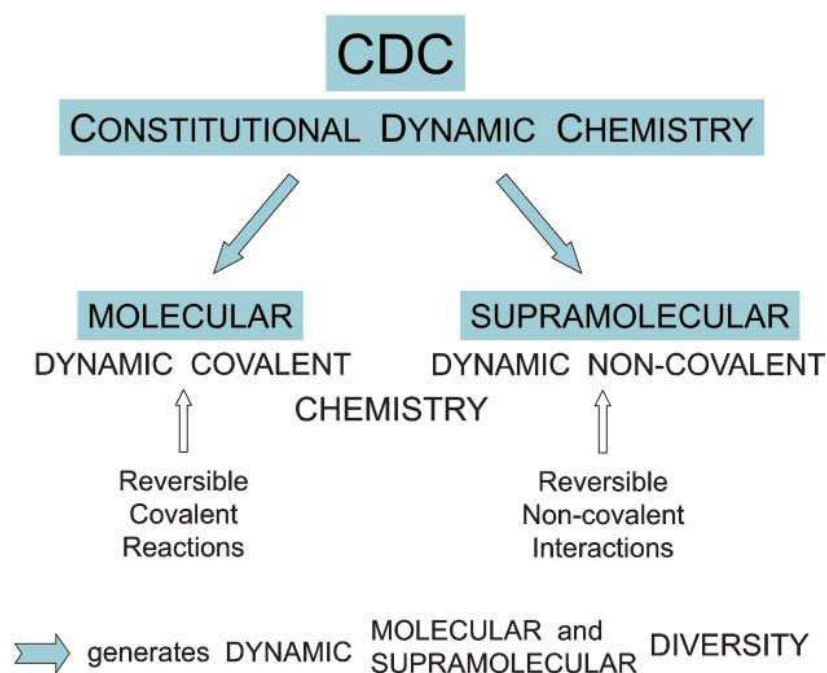 CDC
CONSTITUTIONAL DYNAMIC CHEMISTRY
MOLECULAR
SUPRAMOLECULAR
DYNAMIC COVALENT
DYNAMIC NON-COVALENT
CHEMISTRY
Reversible
Covalent
Reactions
Reversible
Non-covalent
Interactions
generates DYNAMIC MOLECULAR and
SUPRAMOLECULAR DIVERSITY